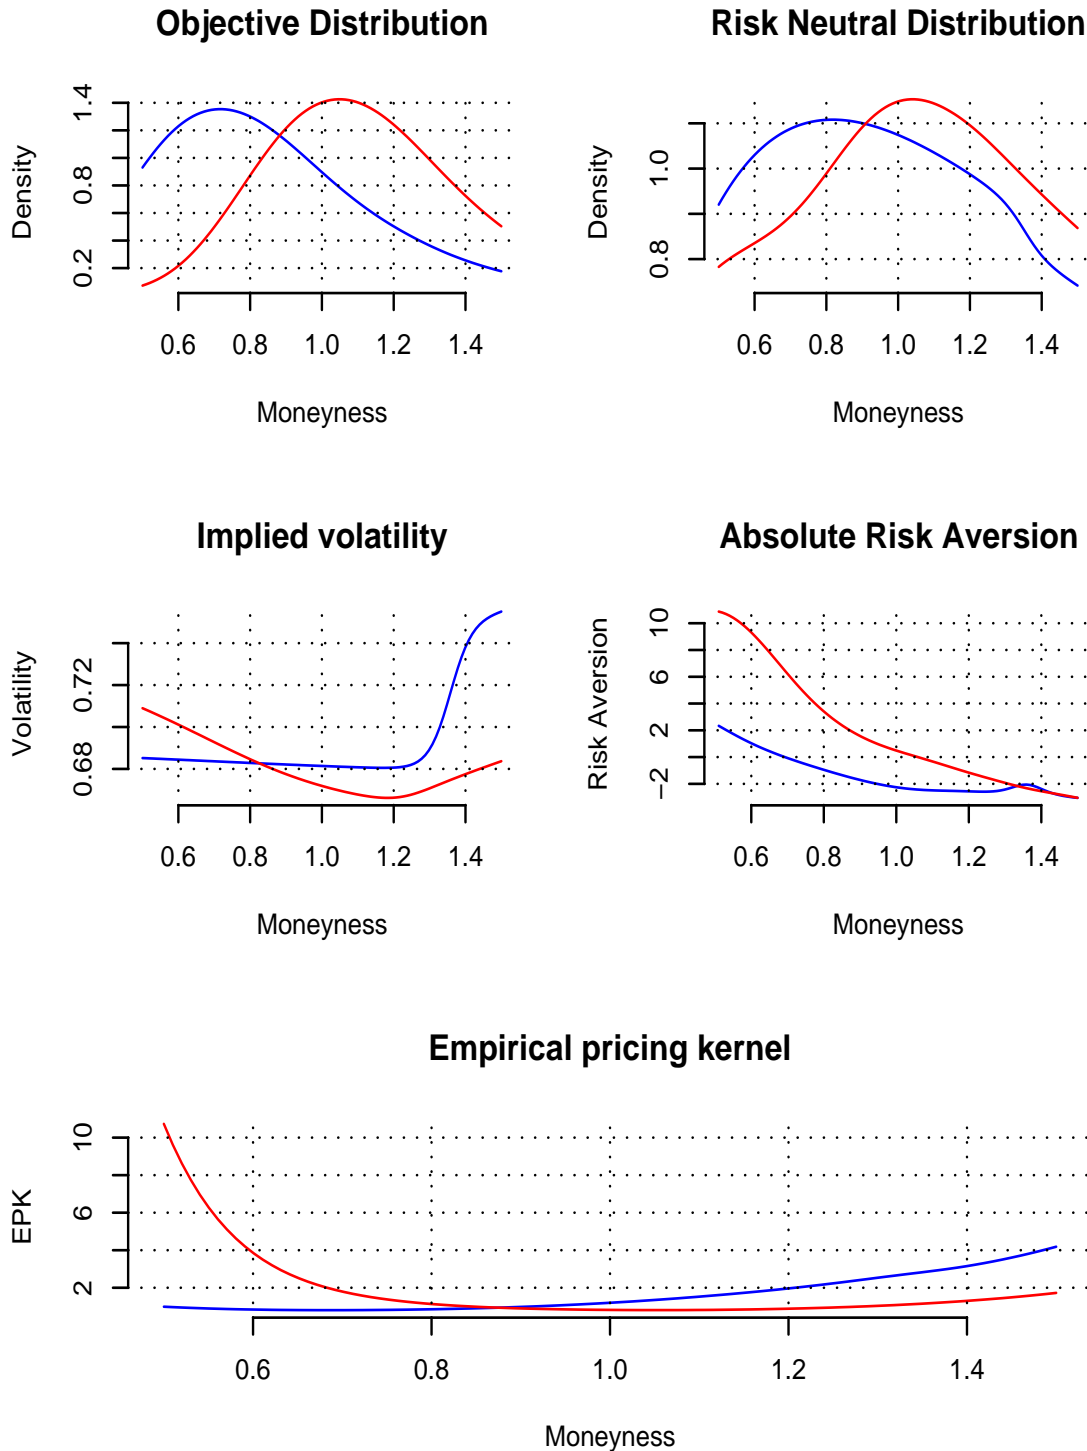 Objective Distribution
Density
0.2 0.8 1.4
0.6 0.8 1.0 1.2 1.4
Moneyness
Risk Neutral Distribution
Density
0.8 1.0
0.6 0.8 1.0 1.2 1.4
Moneyness
Implied volatility
Volatility
0.68 0.72
0.6 0.8 1.0 1.2 1.4
Moneyness
Absolute Risk Aversion
Risk Aversion
−2 2 6 10
0.6 0.8 1.0 1.2 1.4
Moneyness
Empirical pricing kernel
EPK
2 6 10
0.6 0.8 1.0 1.2 1.4
Moneyness